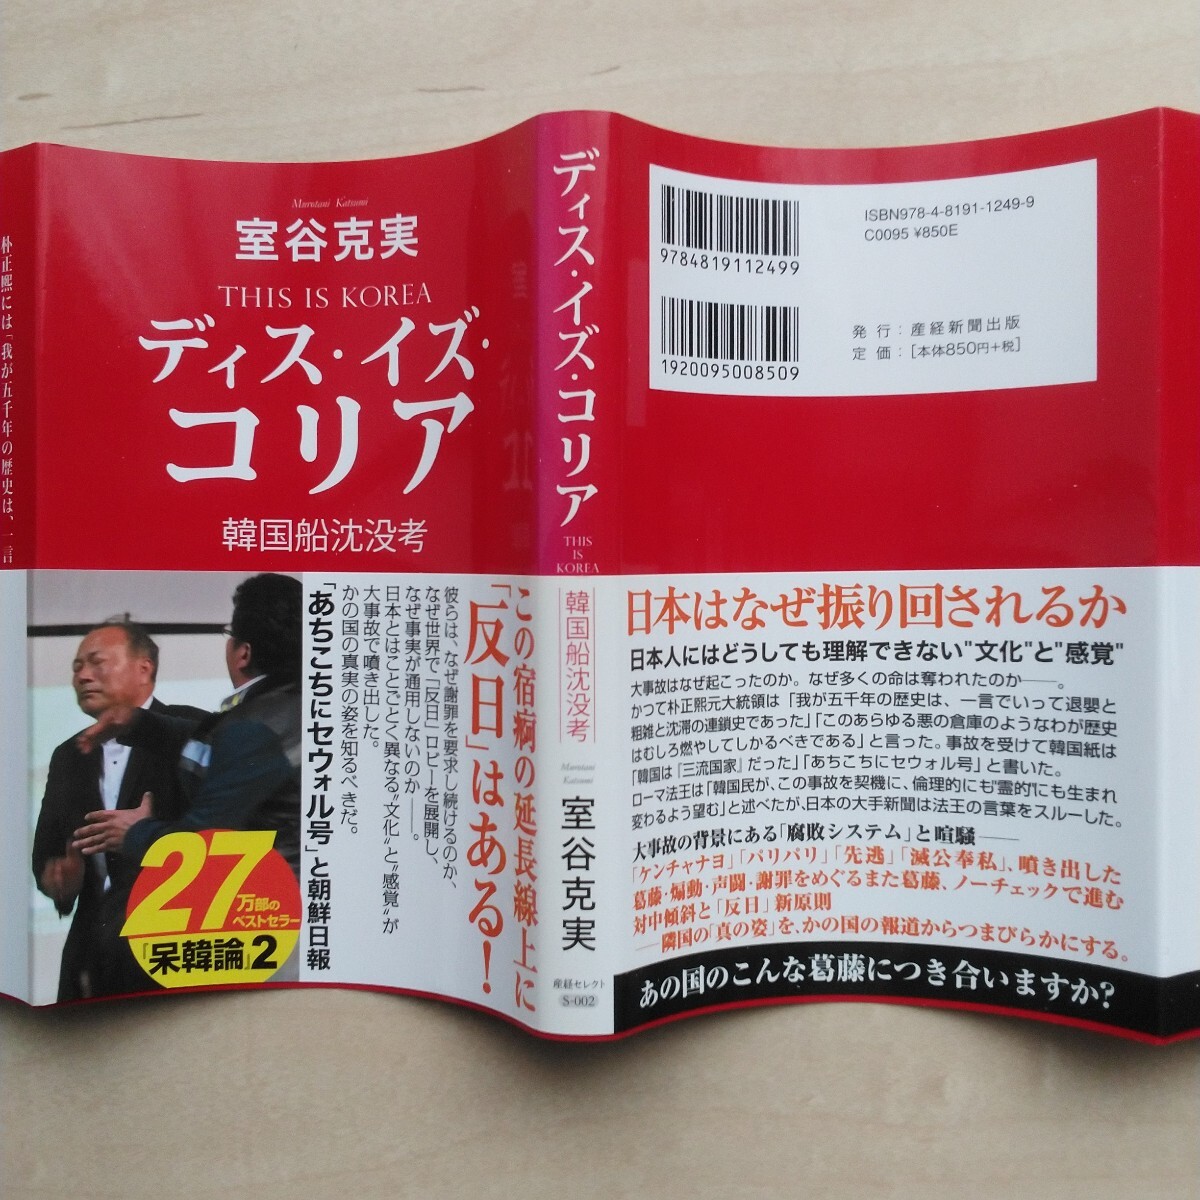 朴正熙には「我が五千年の歴史は、一言
Murotani Katsumi
室谷克実
THIS IS KOREA
ディス・イズ・
コリア
韓国船沈没考
この宿痾の延長線上に
「反日」はある!
彼らは、なぜ謝罪を要求し続けるのか、
なぜ世界で「反日」ロビーを展開し、
なぜ事実が通用しないのか――。
日本とはことごとく異なる"文化"と"感覚"が
大事故で噴き出した。
かの国の真実の姿を知るべきだ。
「あちこちにセウォル号」と朝鮮日報
27
万部の
ベストセラー
『呆韓論』2
ディス・イズ・コリア
THIS
IS
KOREA
韓国船沈没考
Murotani
Katsumi
室谷克実
産経セレクト
S-002
9784819112499
ISBN978-4-8191-1249-9
C0095 ¥850E
1920095008509
発行:産経新聞出版
定価:[本体850円+税]
日本はなぜ振り回されるか
日本人にはどうしても理解できない"文化"と"感覚"
大事故はなぜ起こったのか。なぜ多くの命は奪われたのか――。
かつて朴正熙元大統領は「我が五千年の歴史は、一言でいって退嬰と
粗雑と沈滞の連鎖史であった」「このあらゆる悪の倉庫のようなわが歴史
はむしろ燃やしてしかるべきである」と言った。事故を受けて韓国紙は
「韓国は『三流国家』だった」「あちこちにセウォル号」と書いた。
ローマ法王は「韓国民が、この事故を契機に、倫理的にも"霊的"にも生まれ
変わるよう望む」と述べたが、日本の大手新聞は法王の言葉をスルーした。
大事故の背景にある「腐敗システム」と喧騒――
「ケンチャナヨ」「パリパリ」「先逃」「滅公奉私」、噴き出した
葛藤・煽動・声闘・謝罪をめぐるまた葛藤、ノーチェックで進む
対中傾斜と「反日」新原則
――隣国の「真の姿」を、かの国の報道からつまびらかにする。
あの国のこんな葛藤につき合いますか?